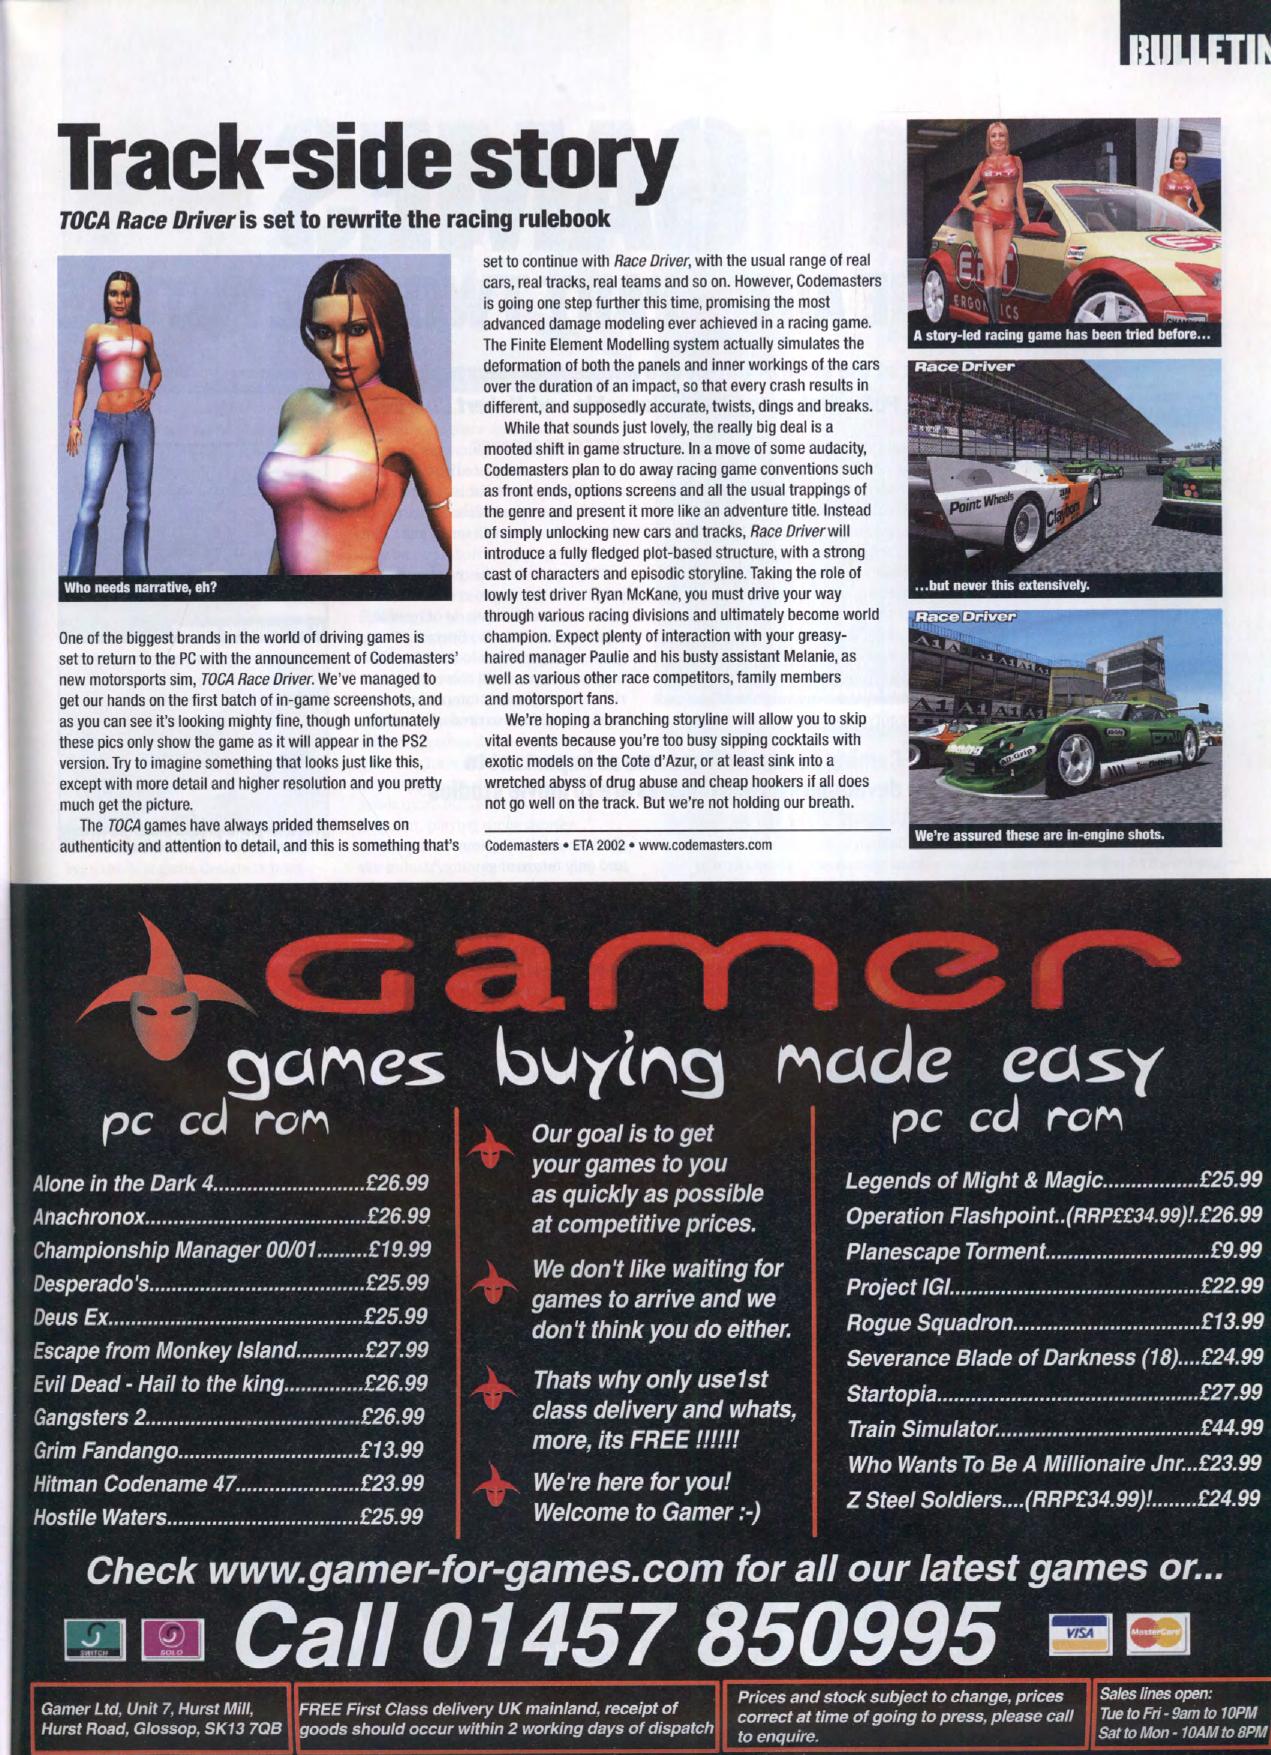 BULLETIN
Track-side story
TOCA Race Driver is set to rewrite the racing rulebook
Who needs narrative, eh?
One of the biggest brands in the world of driving games is
set to return to the PC with the announcement of Codemasters'
new motorsports sim, TOCA Race Driver. We've managed to
get our hands on the first batch of in-game screenshots, and
as you can see it's looking mighty fine, though unfortunately
these pics only show the game as it will appear in the PS2
version. Try to imagine something that looks just like this,
except with more detail and higher resolution and you pretty
much get the picture.
The TOCA games have always prided themselves on
authenticity and attention to detail, and this is something that's
set to continue with Race Driver, with the usual range of real
cars, real tracks, real teams and so on. However, Codemasters
is going one step further this time, promising the most
advanced damage modeling ever achieved in a racing game.
The Finite Element Modelling system actually simulates the
deformation of both the panels and inner workings of the cars
over the duration of an impact, so that every crash results in
different, and supposedly accurate, twists, dings and breaks.
While that sounds just lovely, the really big deal is a
mooted shift in game structure. In a move of some audacity,
Codemasters plan to do away racing game conventions such
as front ends, options screens and all the usual trappings of
the genre and present it more like an adventure title. Instead
of simply unlocking new cars and tracks, Race Driver will
introduce a fully fledged plot-based structure, with a strong
cast of characters and episodic storyline. Taking the role of
lowly test driver Ryan McKane, you must drive your way
through various racing divisions and ultimately become world
champion. Expect plenty of interaction with your greasy-
haired manager Paulie and his busty assistant Melanie, as
well as various other race competitors, family members
and motorsport fans.
We're hoping a branching storyline will allow you to skip
vital events because you're too busy sipping cocktails with
exotic models on the Cote d'Azur, or at least sink into a
wretched abyss of drug abuse and cheap hookers if all does
not go well on the track. But we're not holding our breath.
Codemasters • ETA 2002 • www.codemasters.com
ERGONOMICS
A story-led racing game has been tried before...
Race Driver
Point Wheels
Clayborn
...but never this extensively.
Race Driver
A1 A1 A1 A1 A1
We're assured these are in-engine shots.
Gamer
games buying made easy
pc cd rom
Alone in the Dark 4..........................£26.99
Anachronox.....................................£26.99
Championship Manager 00/01.........£19.99
Desperado's....................................£25.99
Deus Ex...........................................£25.99
Escape from Monkey Island............£27.99
Evil Dead - Hail to the king..............£26.99
Gangsters 2....................................£26.99
Grim Fandango..............................£13.99
Hitman Codename 47.....................£23.99
Hostile Waters................................£25.99
Our goal is to get
your games to you
as quickly as possible
at competitive prices.
We don't like waiting for
games to arrive and we
don't think you do either.
Thats why only use1st
class delivery and whats,
more, its FREE !!!!!!
We're here for you!
Welcome to Gamer :-)
pc cd rom
Legends of Might & Magic................£25.99
Operation Flashpoint..(RRP££34.99)!.£26.99
Planescape Torment...........................£9.99
Project IGI.........................................£22.99
Rogue Squadron...............................£13.99
Severance Blade of Darkness (18)....£24.99
Startopia...........................................£27.99
Train Simulator..................................£44.99
Who Wants To Be A Millionaire Jnr...£23.99
Z Steel Soldiers....(RRP£34.99)!........£24.99
Check www.gamer-for-games.com for all our latest games or...
SWITCH
SOLO
Call 01457 850995
VISA
MasterCard
Gamer Ltd, Unit 7, Hurst Mill,
Hurst Road, Glossop, SK13 7QB
FREE First Class delivery UK mainland, receipt of
goods should occur within 2 working days of dispatch
Prices and stock subject to change, prices
correct at time of going to press, please call
to enquire.
Sales lines open:
Tue to Fri - 9am to 10PM
Sat to Mon - 10AM to 8PM